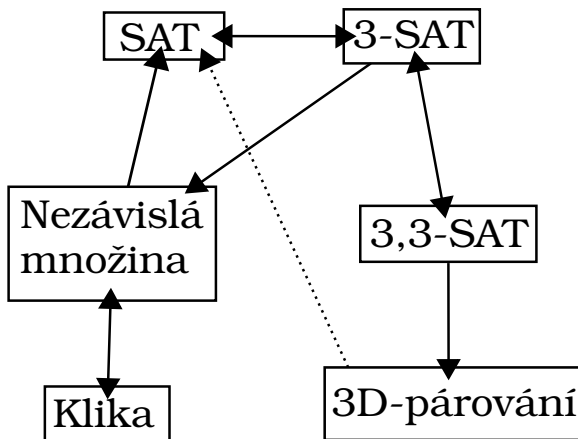 SAT
3-SAT
Nezávislá
množina
3,3-SAT
Klika
3D-párování